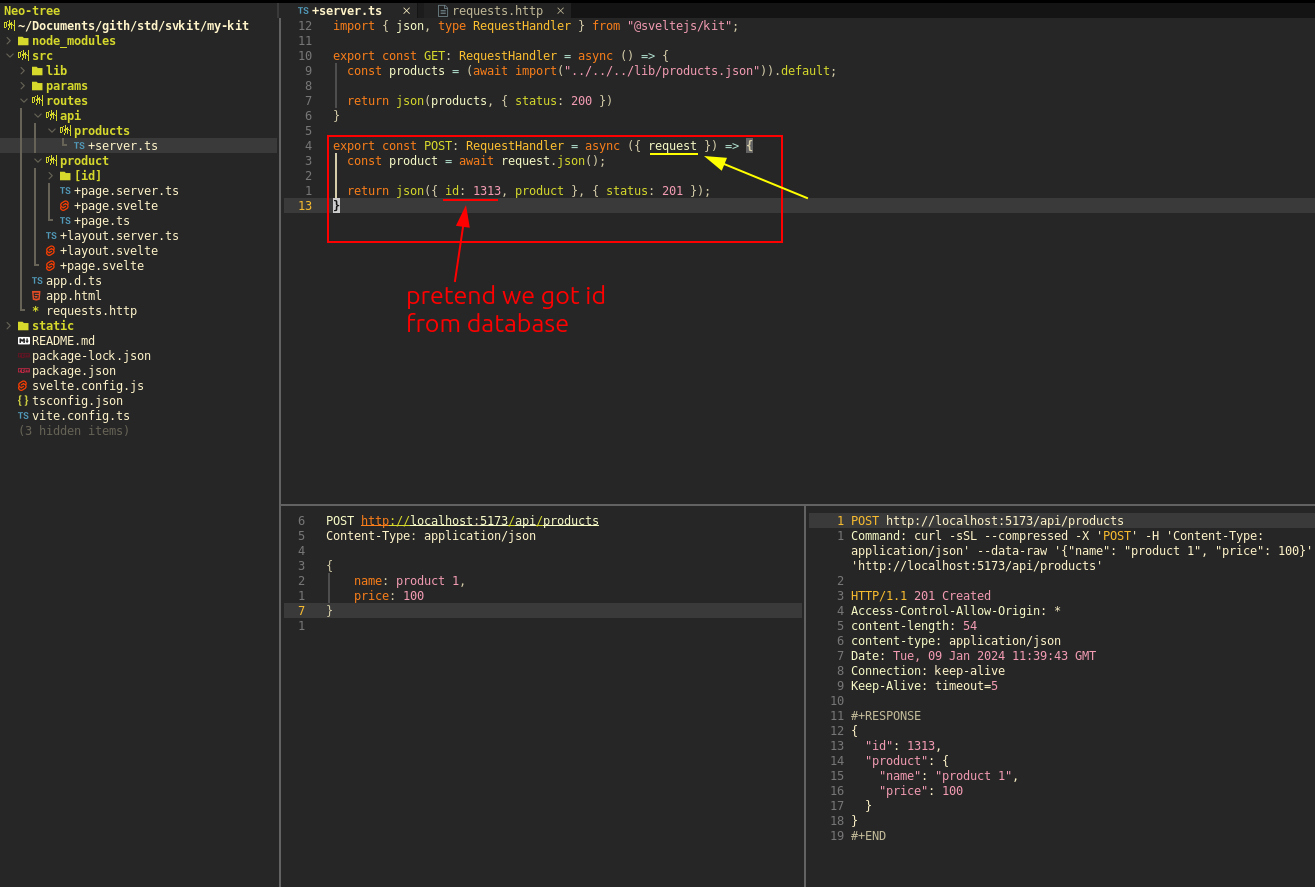 Neo-tree
~/Documents/gith/std/svkit/my-kit
node_modules
src
lib
params
routes
api
products
TS +server.ts
product
[id]
TS +page.server.ts
+page.svelte
TS +page.ts
TS +layout.server.ts
+layout.svelte
+page.svelte
TS app.d.ts
app.html
* requests.http
static
README.md
package-lock.json
package.json
svelte.config.js
{} tsconfig.json
TS vite.config.ts
(3 hidden items)
TS +server.ts × requests.http ×
12 import { json, type RequestHandler } from "@sveltejs/kit";
11
10 export const GET: RequestHandler = async () => {
9 const products = (await import("../../../lib/products.json")).default;
8
7 return json(products, { status: 200 })
6 }
5
4 export const POST: RequestHandler = async ({ request }) => {
3 const product = await request.json();
2
1 return json({ id: 1313, product }, { status: 201 });
13 }
pretend we got id
from database
6 POST http://localhost:5173/api/products
5 Content-Type: application/json
4
3 {
2 name: product 1,
1 price: 100
7 }
1
1 POST http://localhost:5173/api/products
1 Command: curl -sSL --compressed -X 'POST' -H 'Content-Type:
application/json' --data-raw '{"name": "product 1", "price": 100}'
'http://localhost:5173/api/products'
2
3 HTTP/1.1 201 Created
4 Access-Control-Allow-Origin: *
5 content-length: 54
6 content-type: application/json
7 Date: Tue, 09 Jan 2024 11:39:43 GMT
8 Connection: keep-alive
9 Keep-Alive: timeout=5
10
11 #+RESPONSE
12 {
13 "id": 1313,
14 "product": {
15 "name": "product 1",
16 "price": 100
17 }
18 }
19 #+END